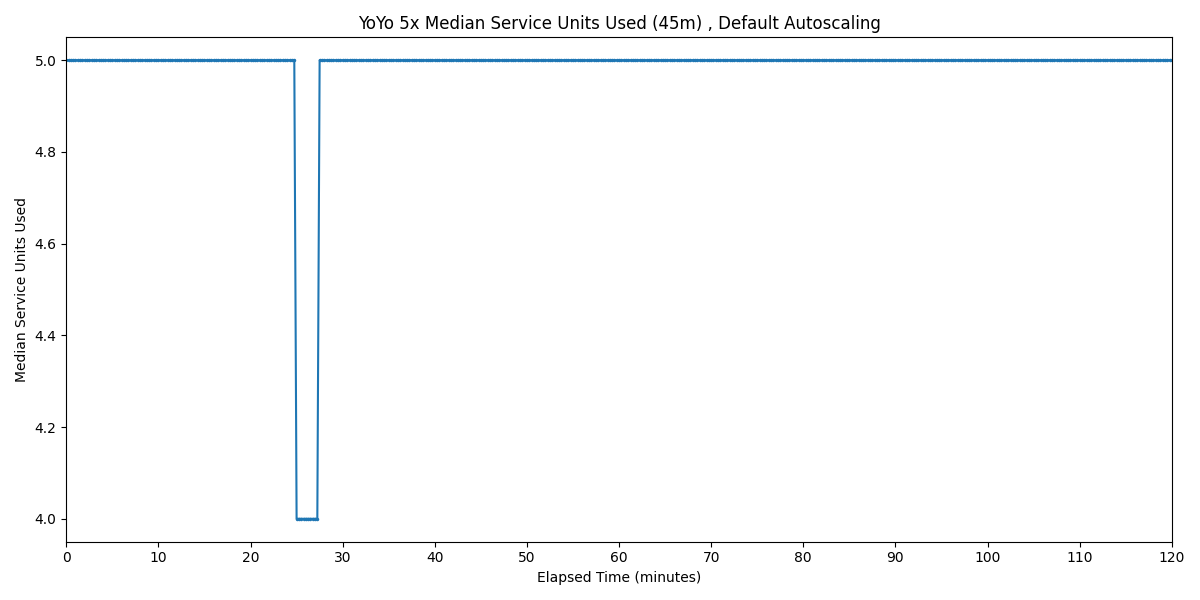 YoYo 5x Median Service Units Used (45m) , Default Autoscaling
Median Service Units Used
5.0
4.8
4.6
4.4
4.2
4.0
0 10 20 30 40 50 60 70 80 90 100 110 120
Elapsed Time (minutes)